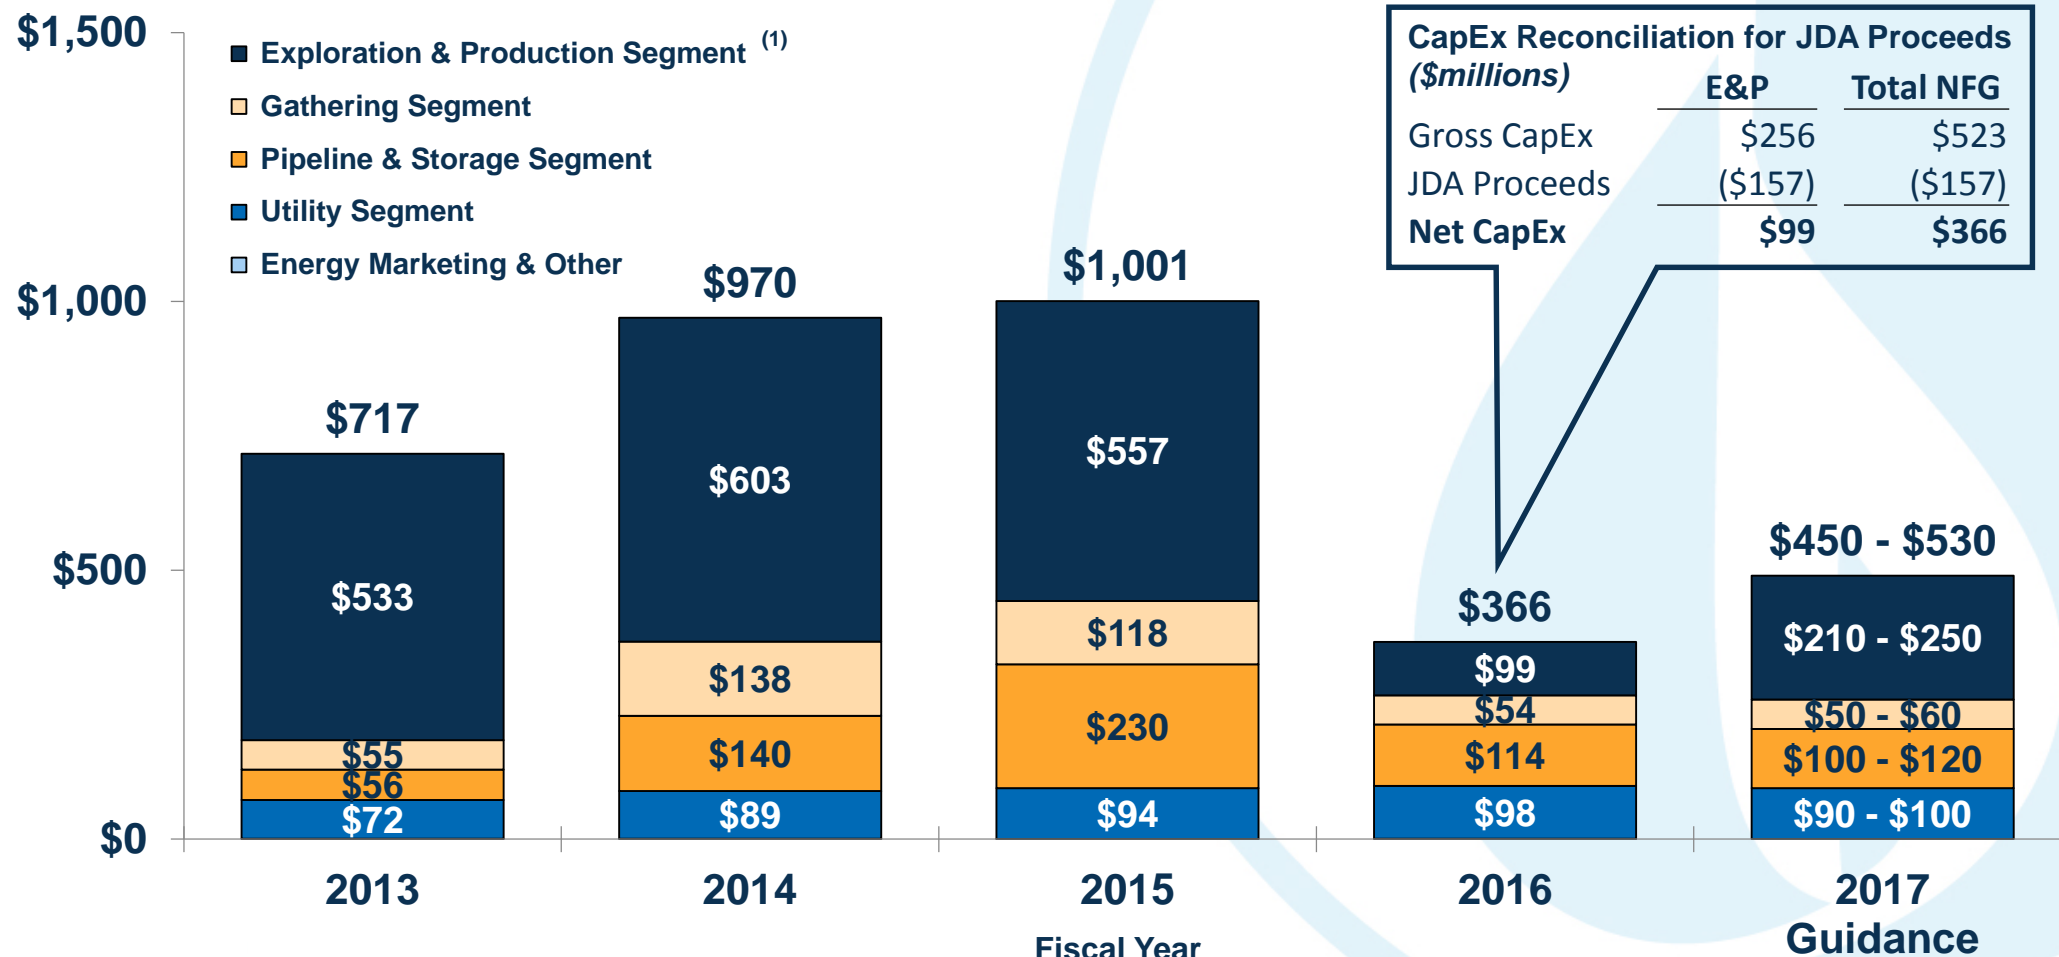 $1,500
$1,000
$500
$0
Exploration & Production Segment (1)
Gathering Segment
Pipeline & Storage Segment
Utility Segment
Energy Marketing & Other
CapEx Reconciliation for JDA Proceeds
($millions)
E&P Total NFG
Gross CapEx $256 $523
JDA Proceeds ($157) ($157)
Net CapEx $99 $366
$717
$533
$55
$56
$72
$970
$603
$138
$140
$89
$1,001
$557
$118
$230
$94
$366
$99
$54
$114
$98
$450 - $530
$210 - $250
$50 - $60
$100 - $120
$90 - $100
2013 2014 2015 2016 2017
Guidance
Fiscal Year